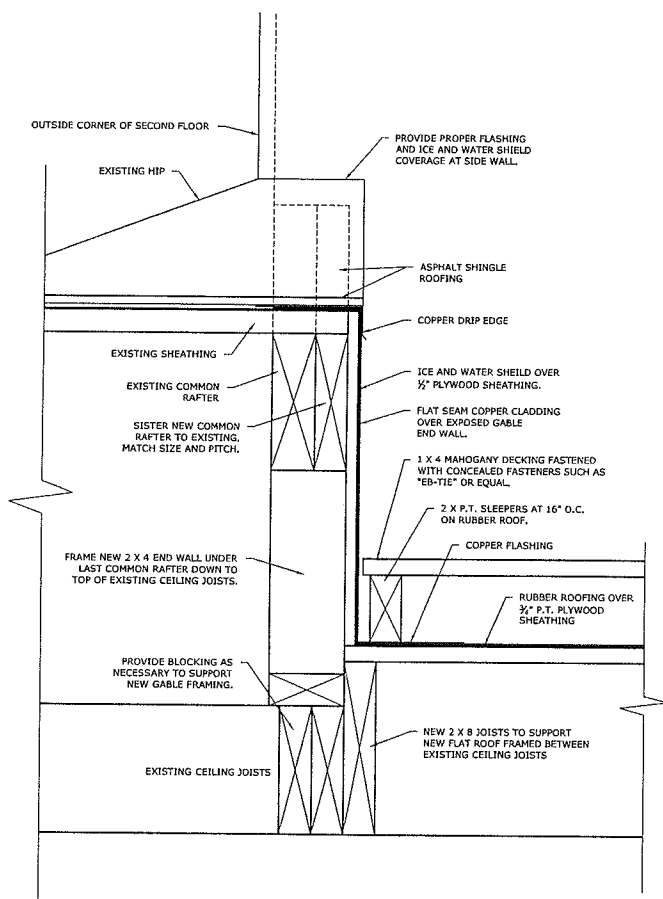 OUTSIDE CORNER OF SECOND FLOOR
PROVIDE PROPER FLASHING
AND ICE AND WATER SHIELD
COVERAGE AT SIDE WALL.
EXISTING HIP
ASPHALT SHINGLE
ROOFING
COPPER DRIP EDGE
EXISTING SHEATHING
EXISTING COMMON
RAFTER
ICE AND WATER SHEILD OVER
½" PLYWOOD SHEATHING.
SISTER NEW COMMON
RAFTER TO EXISTING,
MATCH SIZE AND PITCH.
FLAT SEAM COPPER CLADDING
OVER EXPOSED GABLE
END WALL.
1 X 4 MAHOGANY DECKING FASTENED
WITH CONCEALED FASTENERS SUCH AS
"EB-TIE" OR EQUAL.
2 X P.T. SLEEPERS AT 16" O.C.
ON RUBBER ROOF.
COPPER FLASHING
FRAME NEW 2 X 4 END WALL UNDER
LAST COMMON RAFTER DOWN TO
TOP OF EXISTING CEILING JOISTS.
RUBBER ROOFING OVER
¾" P.T. PLYWOOD
SHEATHING
PROVIDE BLOCKING AS
NECESSARY TO SUPPORT
NEW GABLE FRAMING.
NEW 2 X 8 JOISTS TO SUPPORT
NEW FLAT ROOF FRAMED BETWEEN
EXISTING CEILING JOISTS
EXISTING CEILING JOISTS